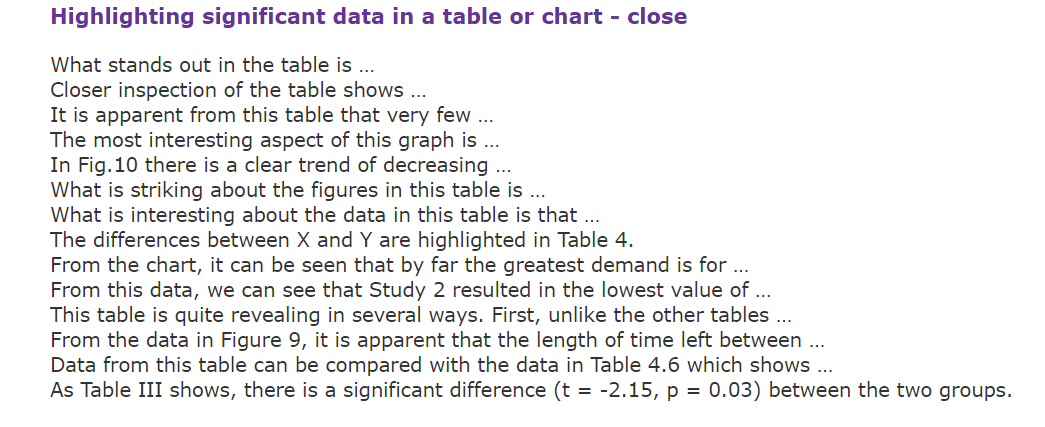 Highlighting significant data in a table or chart - close
What stands out in the table is …
Closer inspection of the table shows …
It is apparent from this table that very few …
The most interesting aspect of this graph is …
In Fig.10 there is a clear trend of decreasing …
What is striking about the figures in this table is …
What is interesting about the data in this table is that …
The differences between X and Y are highlighted in Table 4.
From the chart, it can be seen that by far the greatest demand is for …
From this data, we can see that Study 2 resulted in the lowest value of …
This table is quite revealing in several ways. First, unlike the other tables …
From the data in Figure 9, it is apparent that the length of time left between …
Data from this table can be compared with the data in Table 4.6 which shows …
As Table III shows, there is a significant difference (t = -2.15, p = 0.03) between the two groups.